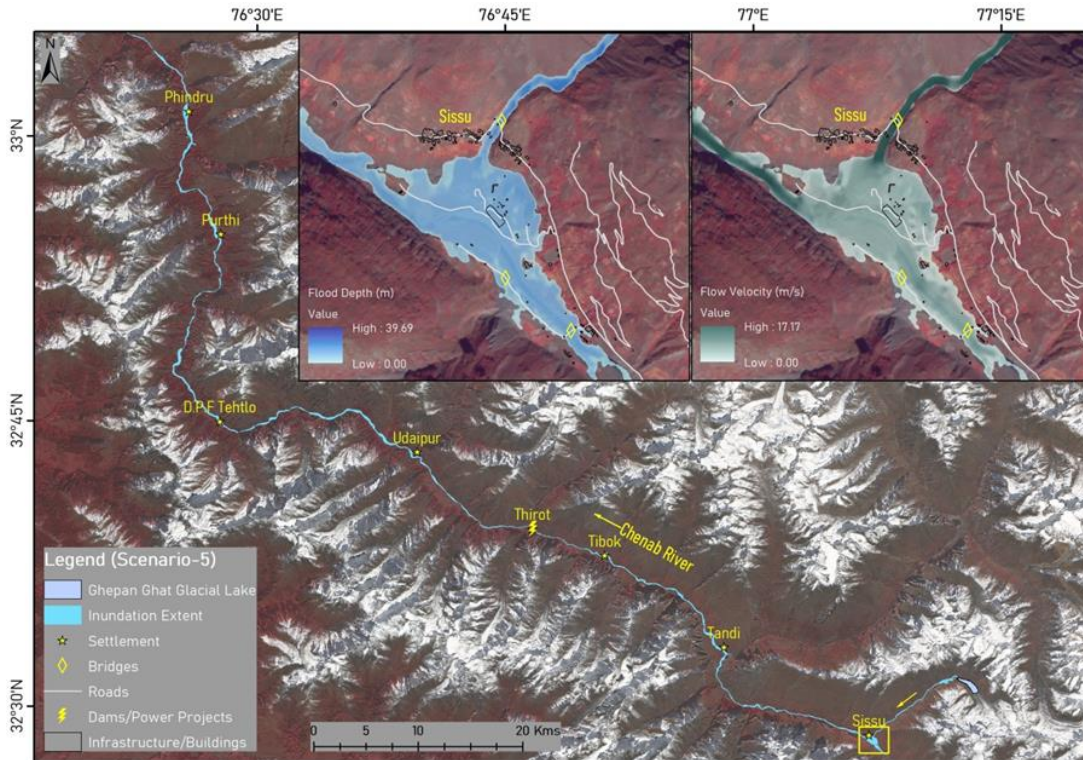 76°30'E
76°45'E
77°0'E
77°15'E
33°N
32°45'N
32°30'N
N
Phindru
Purthi
D.P.F Tehtlo
Udaipur
Thirot
Tibok
Chenab River
Tandi
Sissu
Sissu
Flood Depth (m)
Value
High : 39.69
Low : 0.00
Sissu
Flow Velocity (m/s)
Value
High : 17.17
Low : 0.00
Legend (Scenario-5)
Ghepan Ghat Glacial Lake
Inundation Extent
Settlement
Bridges
Roads
Dams/Power Projects
Infrastructure/Buildings
0 5 10 20 Kms